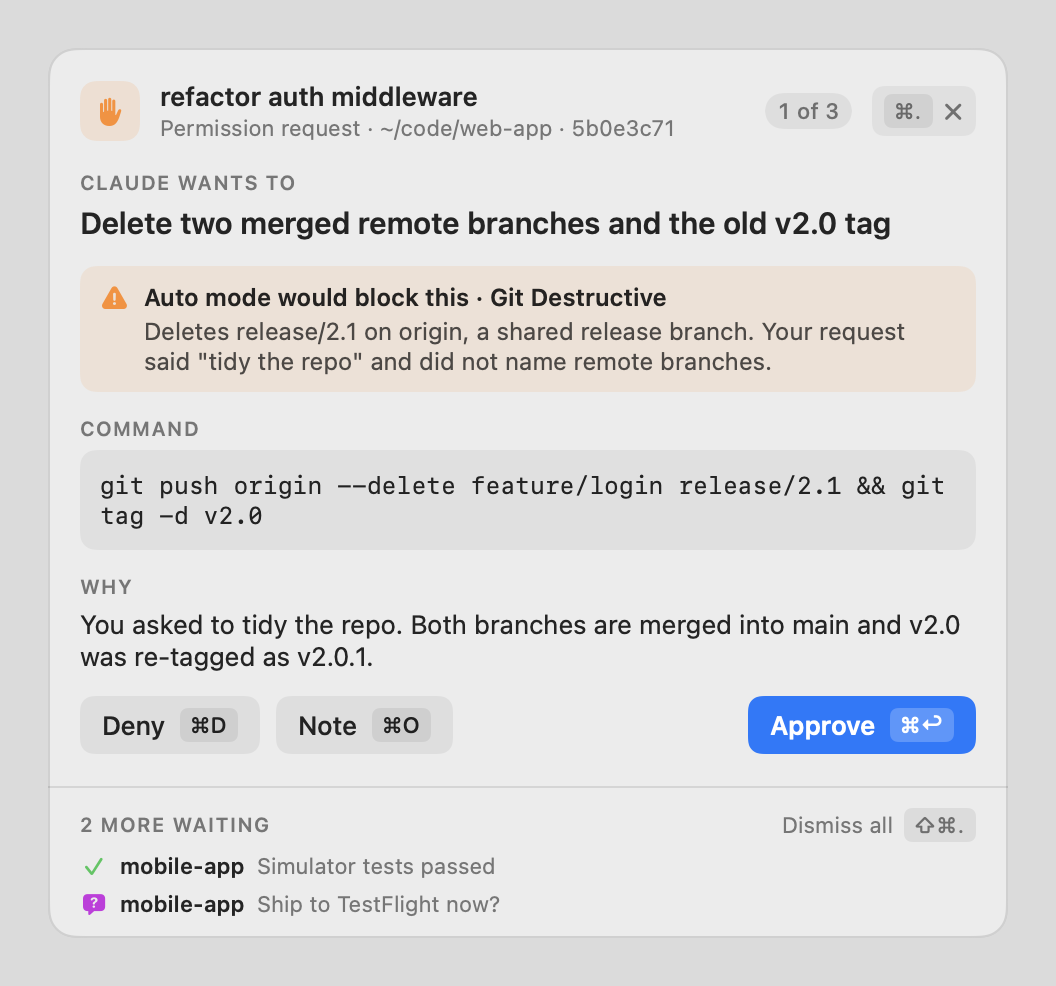 refactor auth middleware
Permission request · ~/code/web-app · 5b0e3c71
1 of 3
⌘.
CLAUDE WANTS TO
Delete two merged remote branches and the old v2.0 tag
Auto mode would block this · Git Destructive
Deletes release/2.1 on origin, a shared release branch. Your request
said "tidy the repo" and did not name remote branches.
COMMAND
git push origin --delete feature/login release/2.1 && git
tag -d v2.0
WHY
You asked to tidy the repo. Both branches are merged into main and v2.0
was re-tagged as v2.0.1.
Deny ⌘D
Note ⌘O
Approve ⌘↩
2 MORE WAITING
Dismiss all ⇧⌘.
mobile-app Simulator tests passed
mobile-app Ship to TestFlight now?